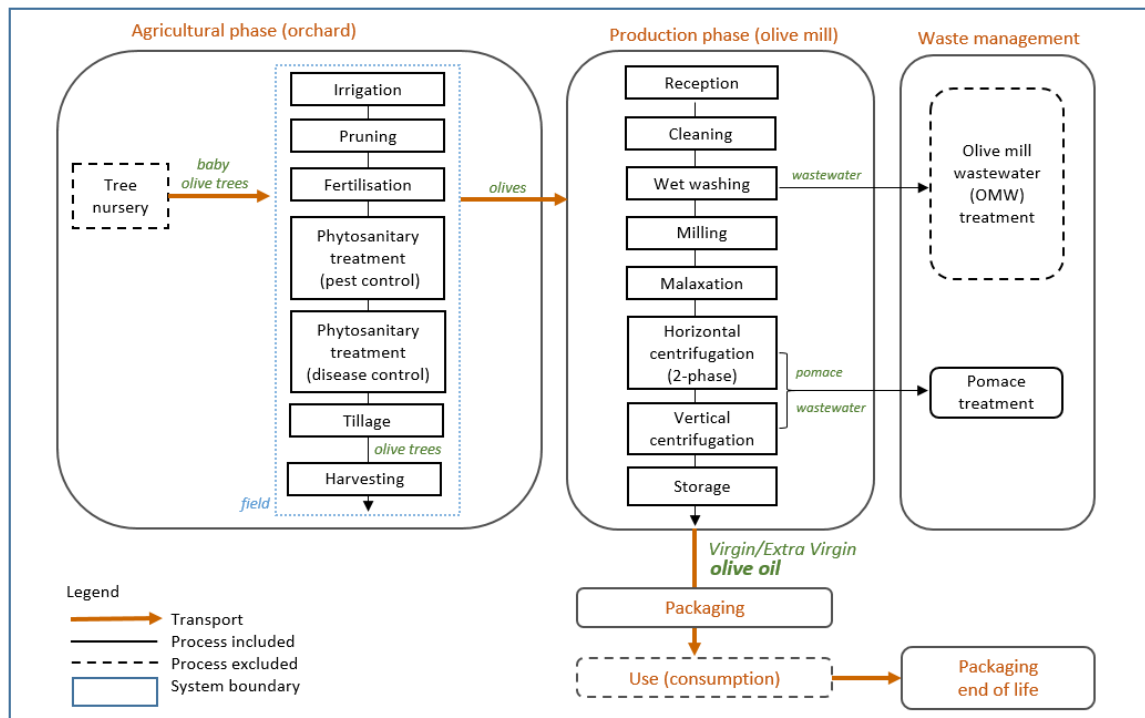 Agricultural phase (orchard)
Irrigation
Pruning
Fertilisation
Phytosanitary
treatment
(pest control)
Phytosanitary
treatment
(disease control)
Tillage
olive trees
Harvesting
field
Tree
nursery
baby
olive trees
olives
Production phase (olive mill)
Reception
Cleaning
Wet washing
Milling
Malaxation
Horizontal
centrifugation
(2-phase)
Vertical
centrifugation
Storage
wastewater
pomace
wastewater
Waste management
Olive mill
wastewater
(OMW)
treatment
Pomace
treatment
Virgin/Extra Virgin
olive oil
Packaging
Use (consumption)
Packaging
end of life
Legend
Transport
Process included
Process excluded
System boundary